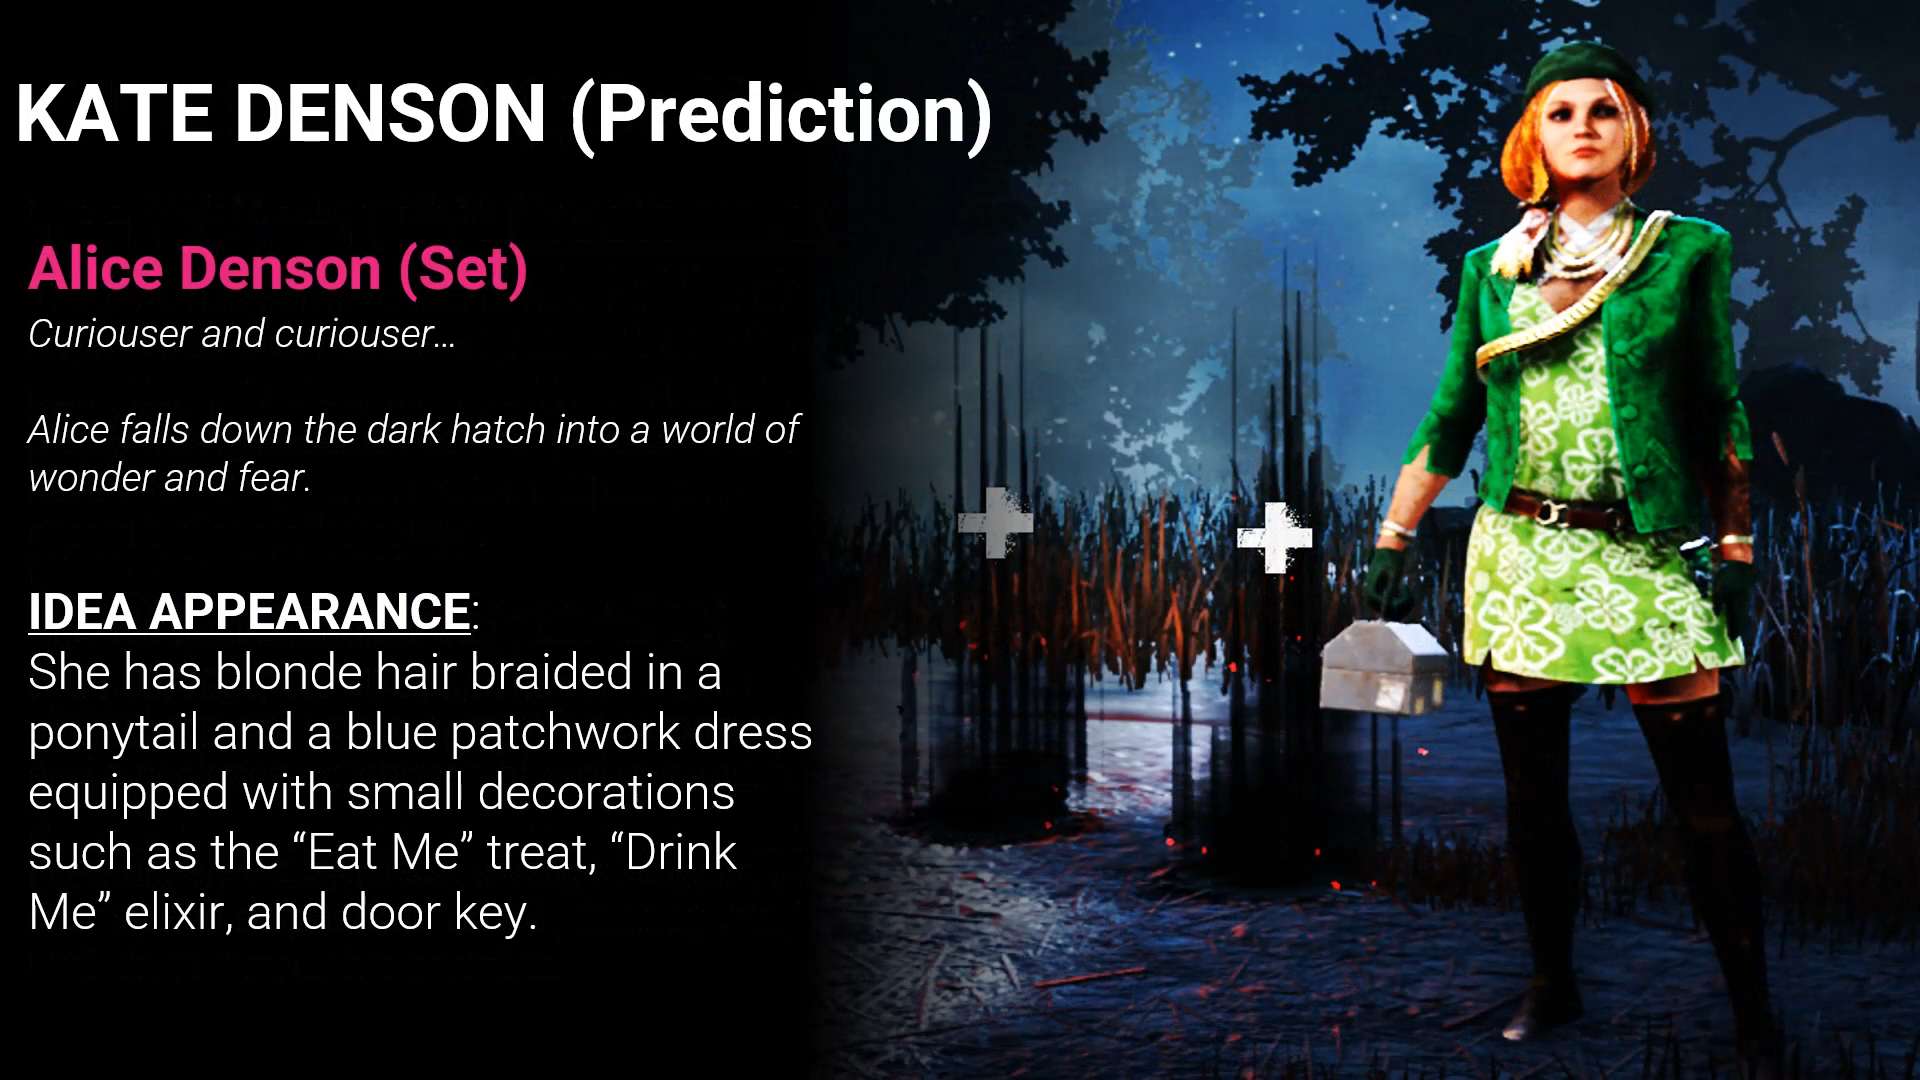 KATE DENSON (Prediction)
Alice Denson (Set)
Curiouser and curiouser…
Alice falls down the dark hatch into a world of
wonder and fear.
IDEA APPEARANCE:
She has blonde hair braided in a
ponytail and a blue patchwork dress
equipped with small decorations
such as the “Eat Me” treat, “Drink
Me” elixir, and door key.